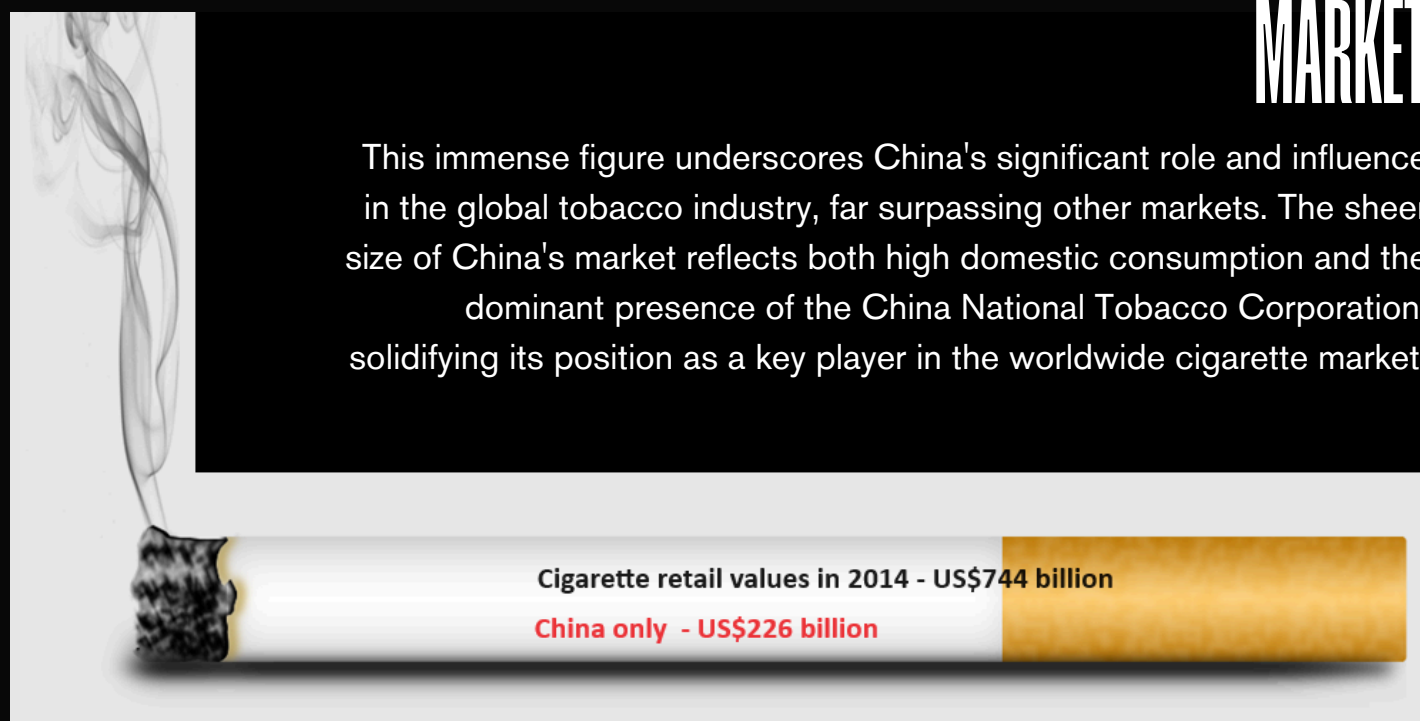 MARKET
This immense figure underscores China's significant role and influence
in the global tobacco industry, far surpassing other markets. The sheer
size of China's market reflects both high domestic consumption and the
dominant presence of the China National Tobacco Corporation
solidifying its position as a key player in the worldwide cigarette market
Cigarette retail values in 2014 - US$744 billion
China only - US$226 billion